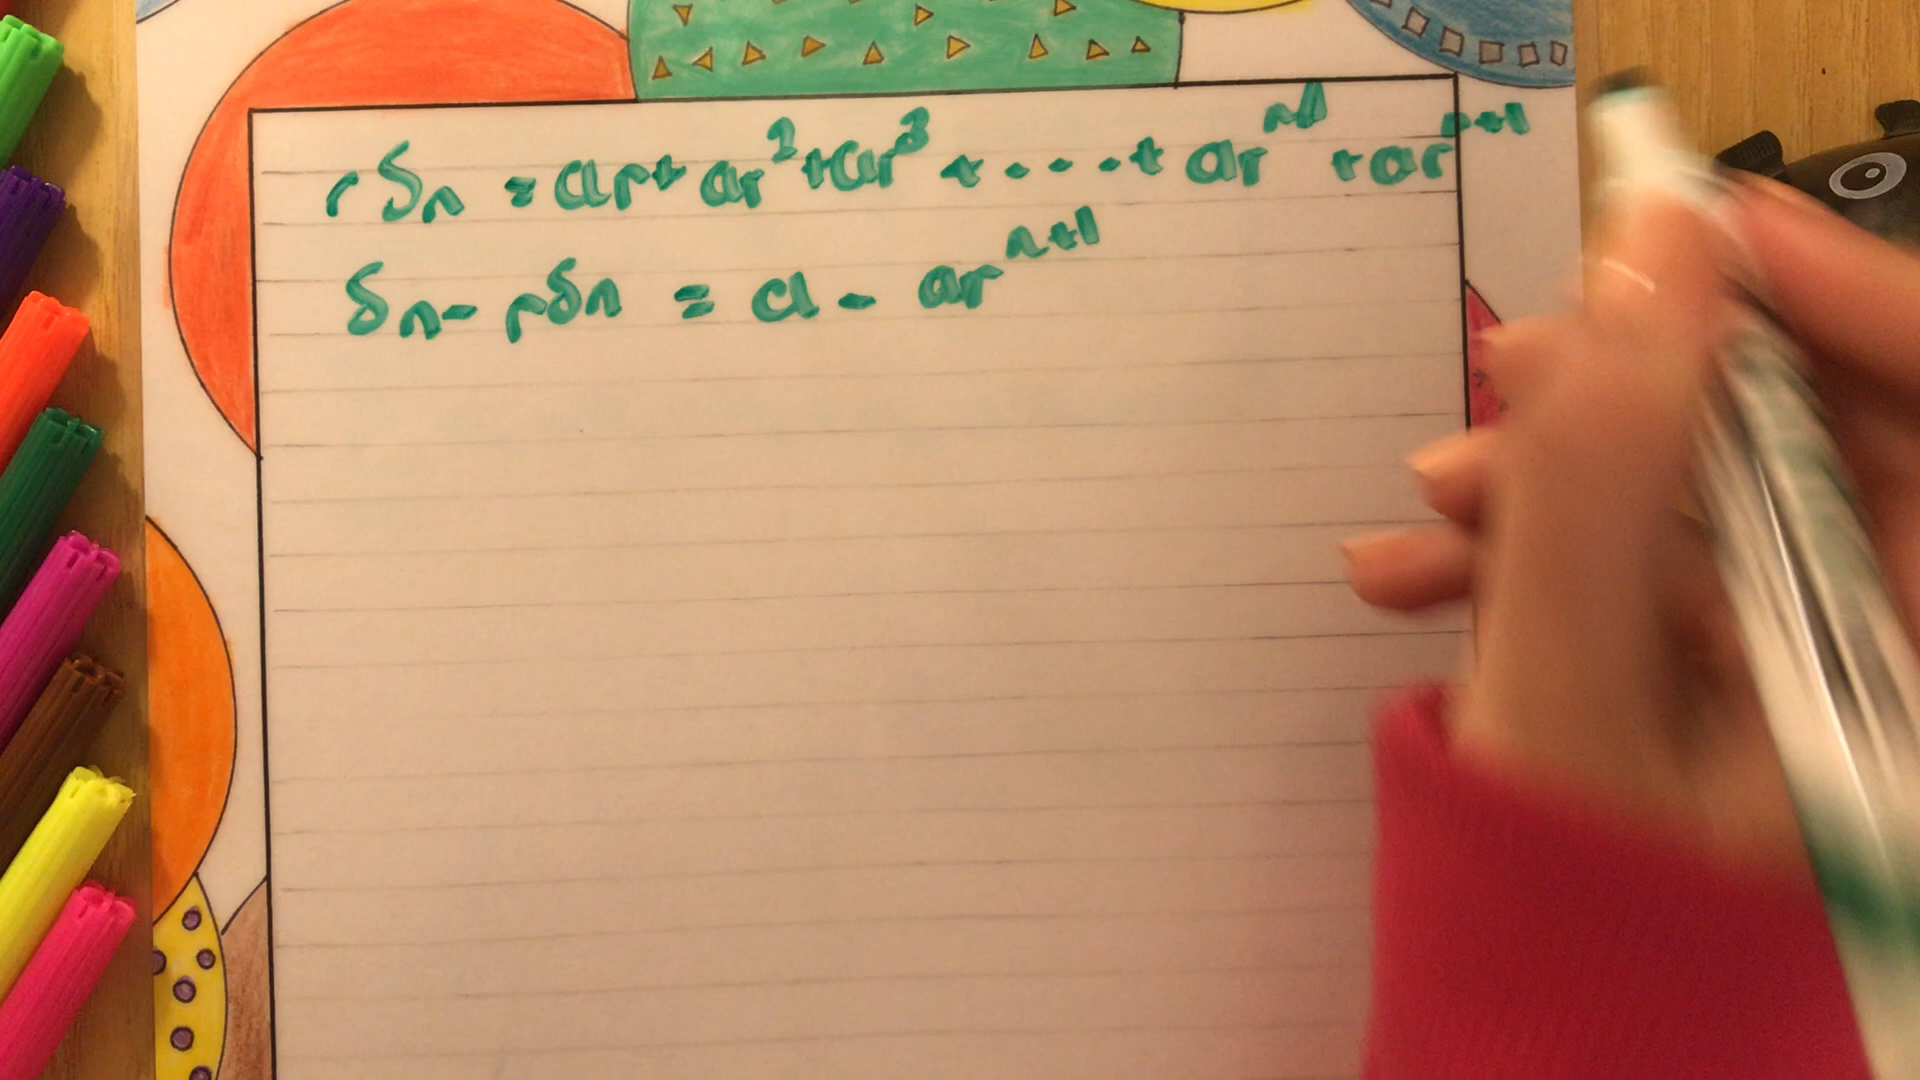 rSn = ar + ar² + ar³ + .... + arⁿ + arⁿ⁺¹
Sn - rSn = a - arⁿ⁺¹